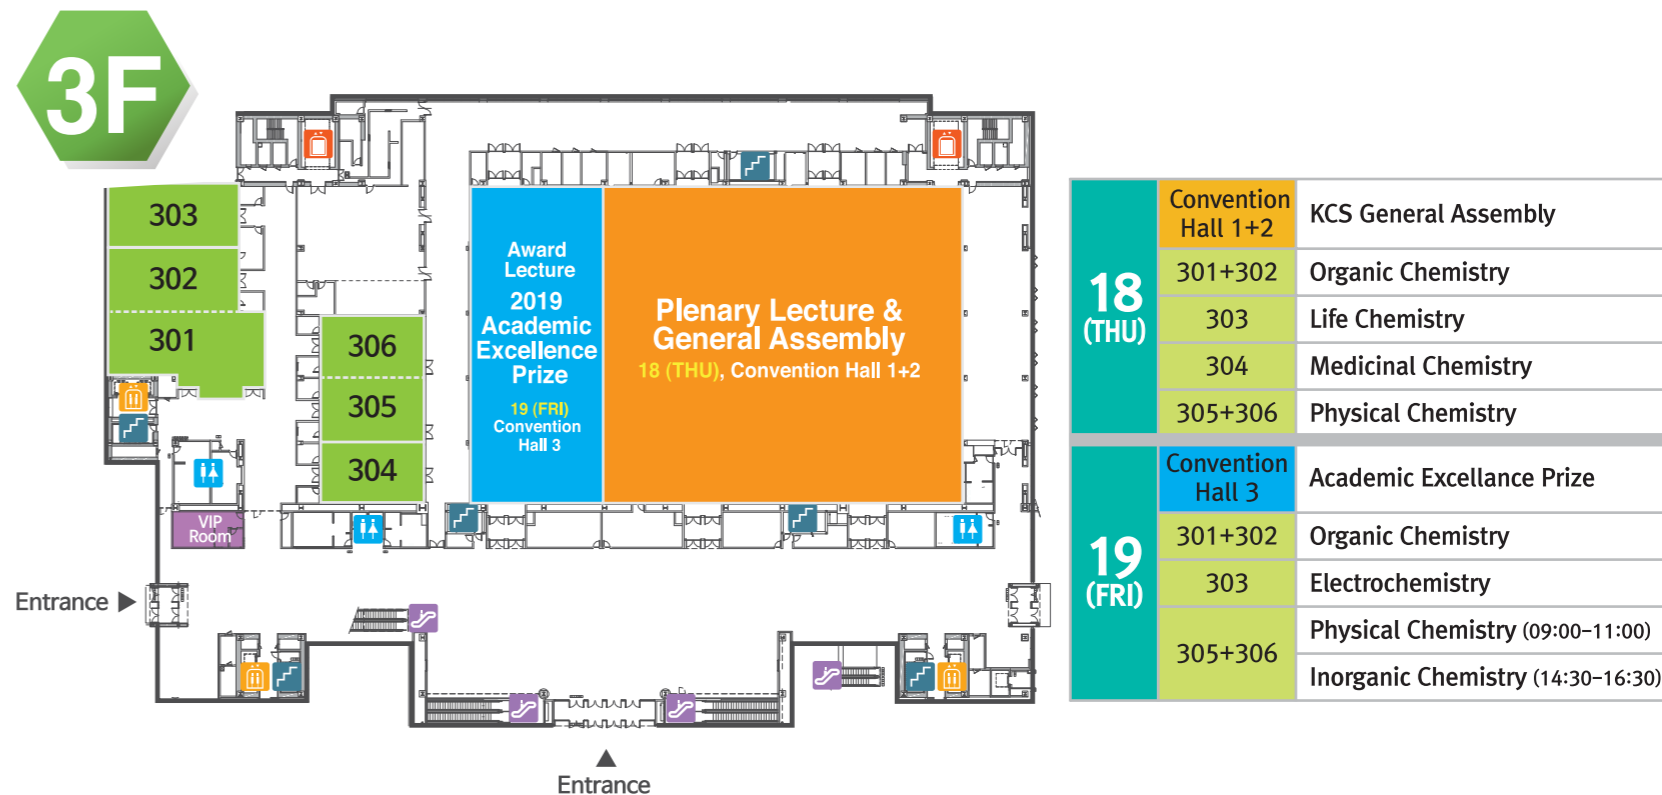 3F
303
302
301
306
305
304
Award
Lecture
2019
Academic
Excellence
Prize
19 (FRI)
Convention
Hall 3
Plenary Lecture &
General Assembly
18 (THU), Convention Hall 1+2
VIP
Room
Entrance ▶
▲
Entrance
18
(THU)
Convention
Hall 1+2
KCS General Assembly
301+302
Organic Chemistry
303
Life Chemistry
304
Medicinal Chemistry
305+306
Physical Chemistry
19
(FRI)
Convention
Hall 3
Academic Excellance Prize
301+302
Organic Chemistry
303
Electrochemistry
305+306
Physical Chemistry (09:00–11:00)
Inorganic Chemistry (14:30–16:30)